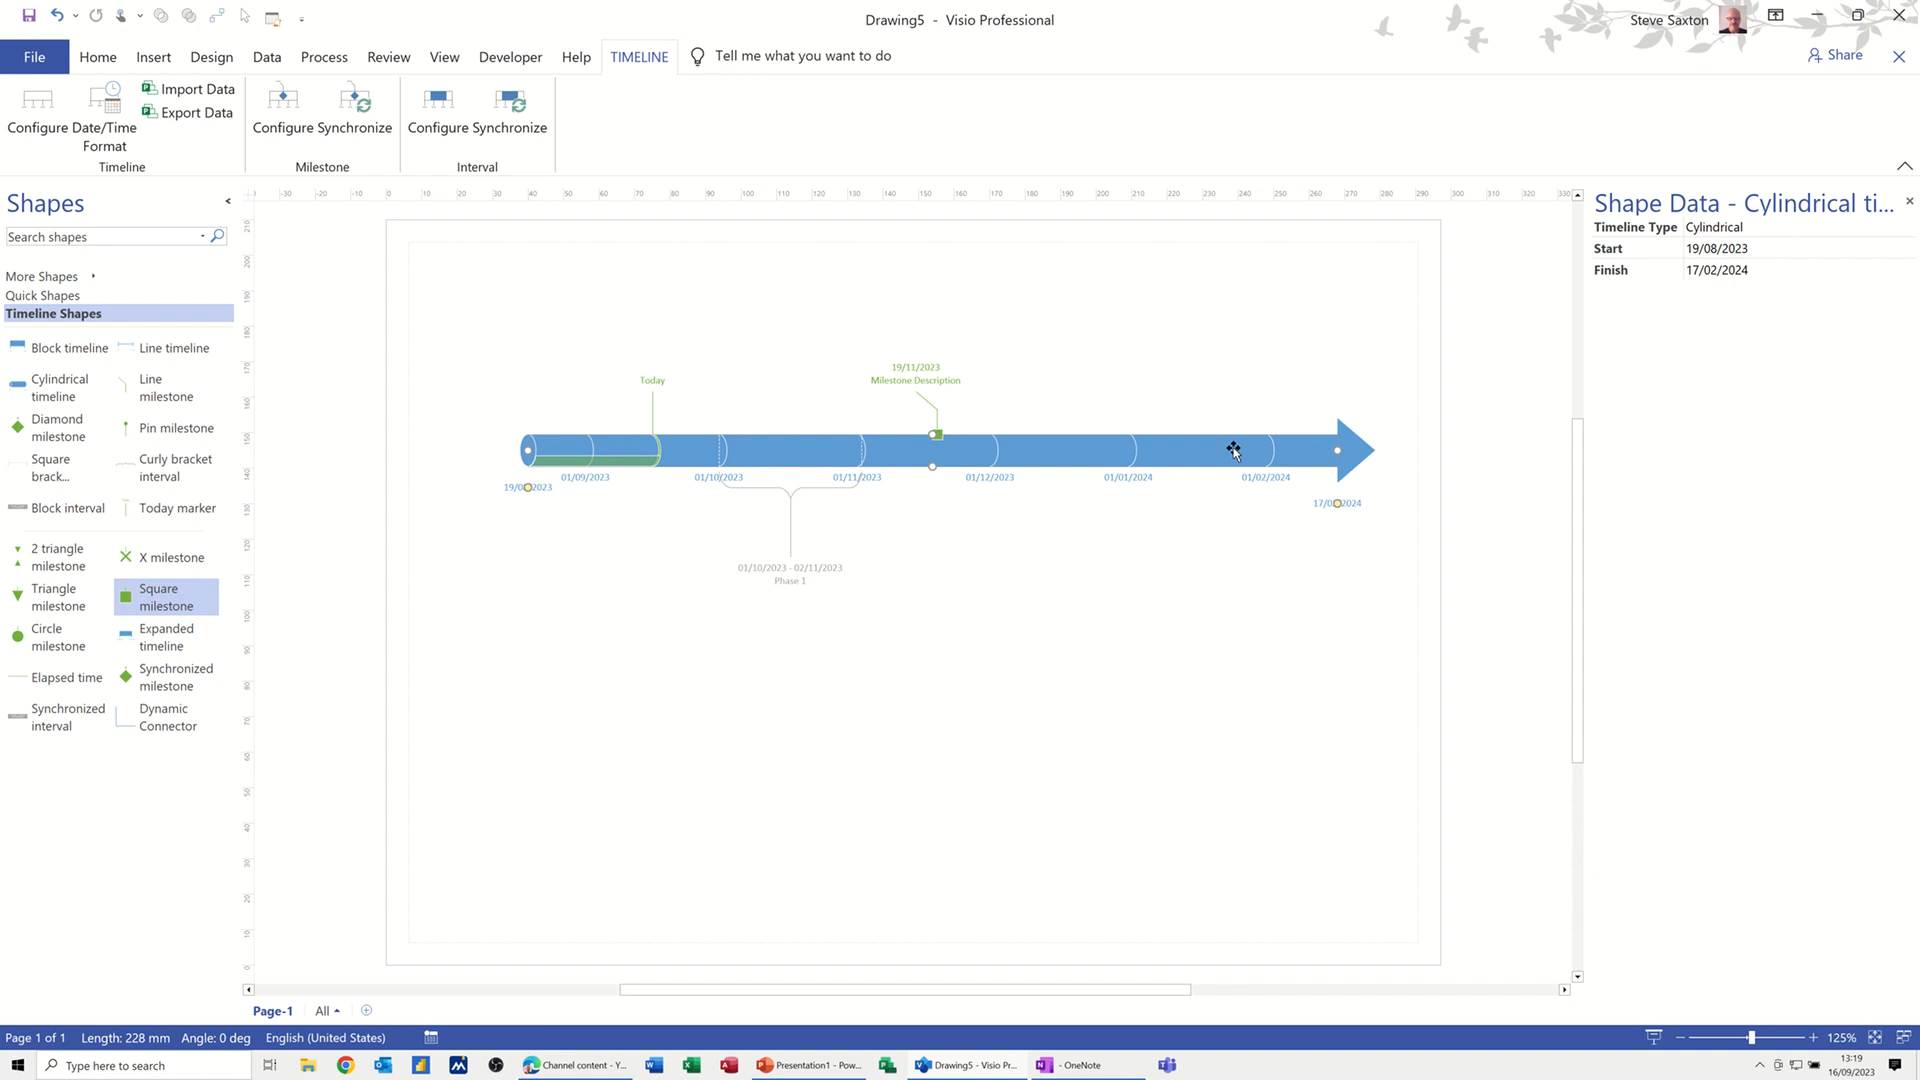 Drawing5 - Visio Professional
Steve Saxton
File
Home
Insert
Design
Data
Process
Review
View
Developer
Help
TIMELINE
Tell me what you want to do
Share
Configure
Date/Time
Format
Import Data
Export Data
Timeline
Configure
Synchronize
Milestone
Configure
Synchronize
Interval
Shapes
Search shapes
More Shapes
Quick Shapes
Timeline Shapes
Block timeline
Line timeline
Cylindrical
timeline
Line
milestone
Diamond
milestone
Pin milestone
Square
brack...
Curly bracket
interval
Block interval
Today marker
2 triangle
milestone
X milestone
Triangle
milestone
Square
milestone
Circle
milestone
Expanded
timeline
Elapsed time
Synchronized
milestone
Synchronized
interval
Dynamic
Connector
Today
19/11/2023
Milestone Description
01/09/2023
01/10/2023
01/11/2023
01/12/2023
01/01/2024
01/02/2024
01/10/2023 - 02/11/2023
Phase 1
Shape Data - Cylindrical ti...
Timeline Type Cylindrical
Start 19/08/2023
Finish 17/02/2024
Page-1
All
Page 1 of 1
Length: 228 mm
Angle: 0 deg
English (United States)
125%
Type here to search
Channel content - Y...
Presentation1 - Pow...
Drawing5 - Visio Pr...
- OneNote
13:19
16/09/2023